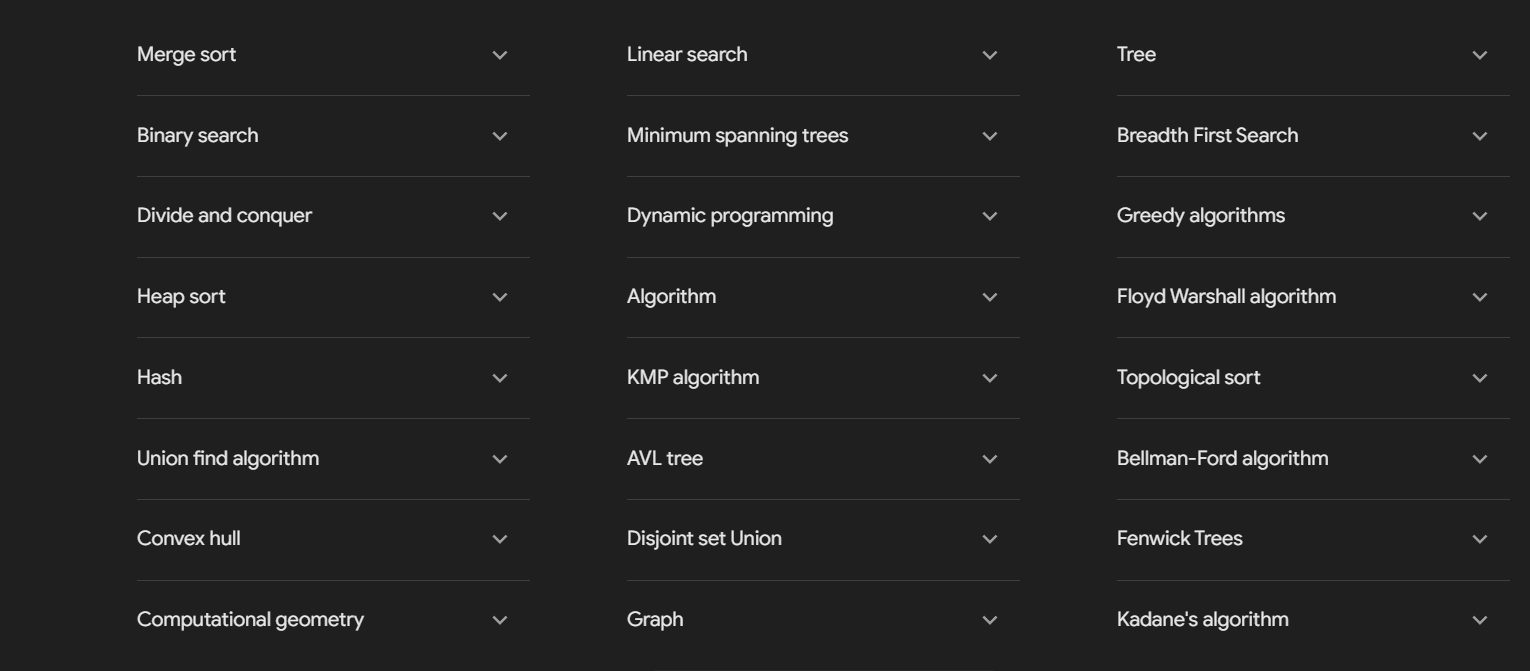 Merge sort
Linear search
Tree
Binary search
Minimum spanning trees
Breadth First Search
Divide and conquer
Dynamic programming
Greedy algorithms
Heap sort
Algorithm
Floyd Warshall algorithm
Hash
KMP algorithm
Topological sort
Union find algorithm
AVL tree
Bellman-Ford algorithm
Convex hull
Disjoint set Union
Fenwick Trees
Computational geometry
Graph
Kadane's algorithm